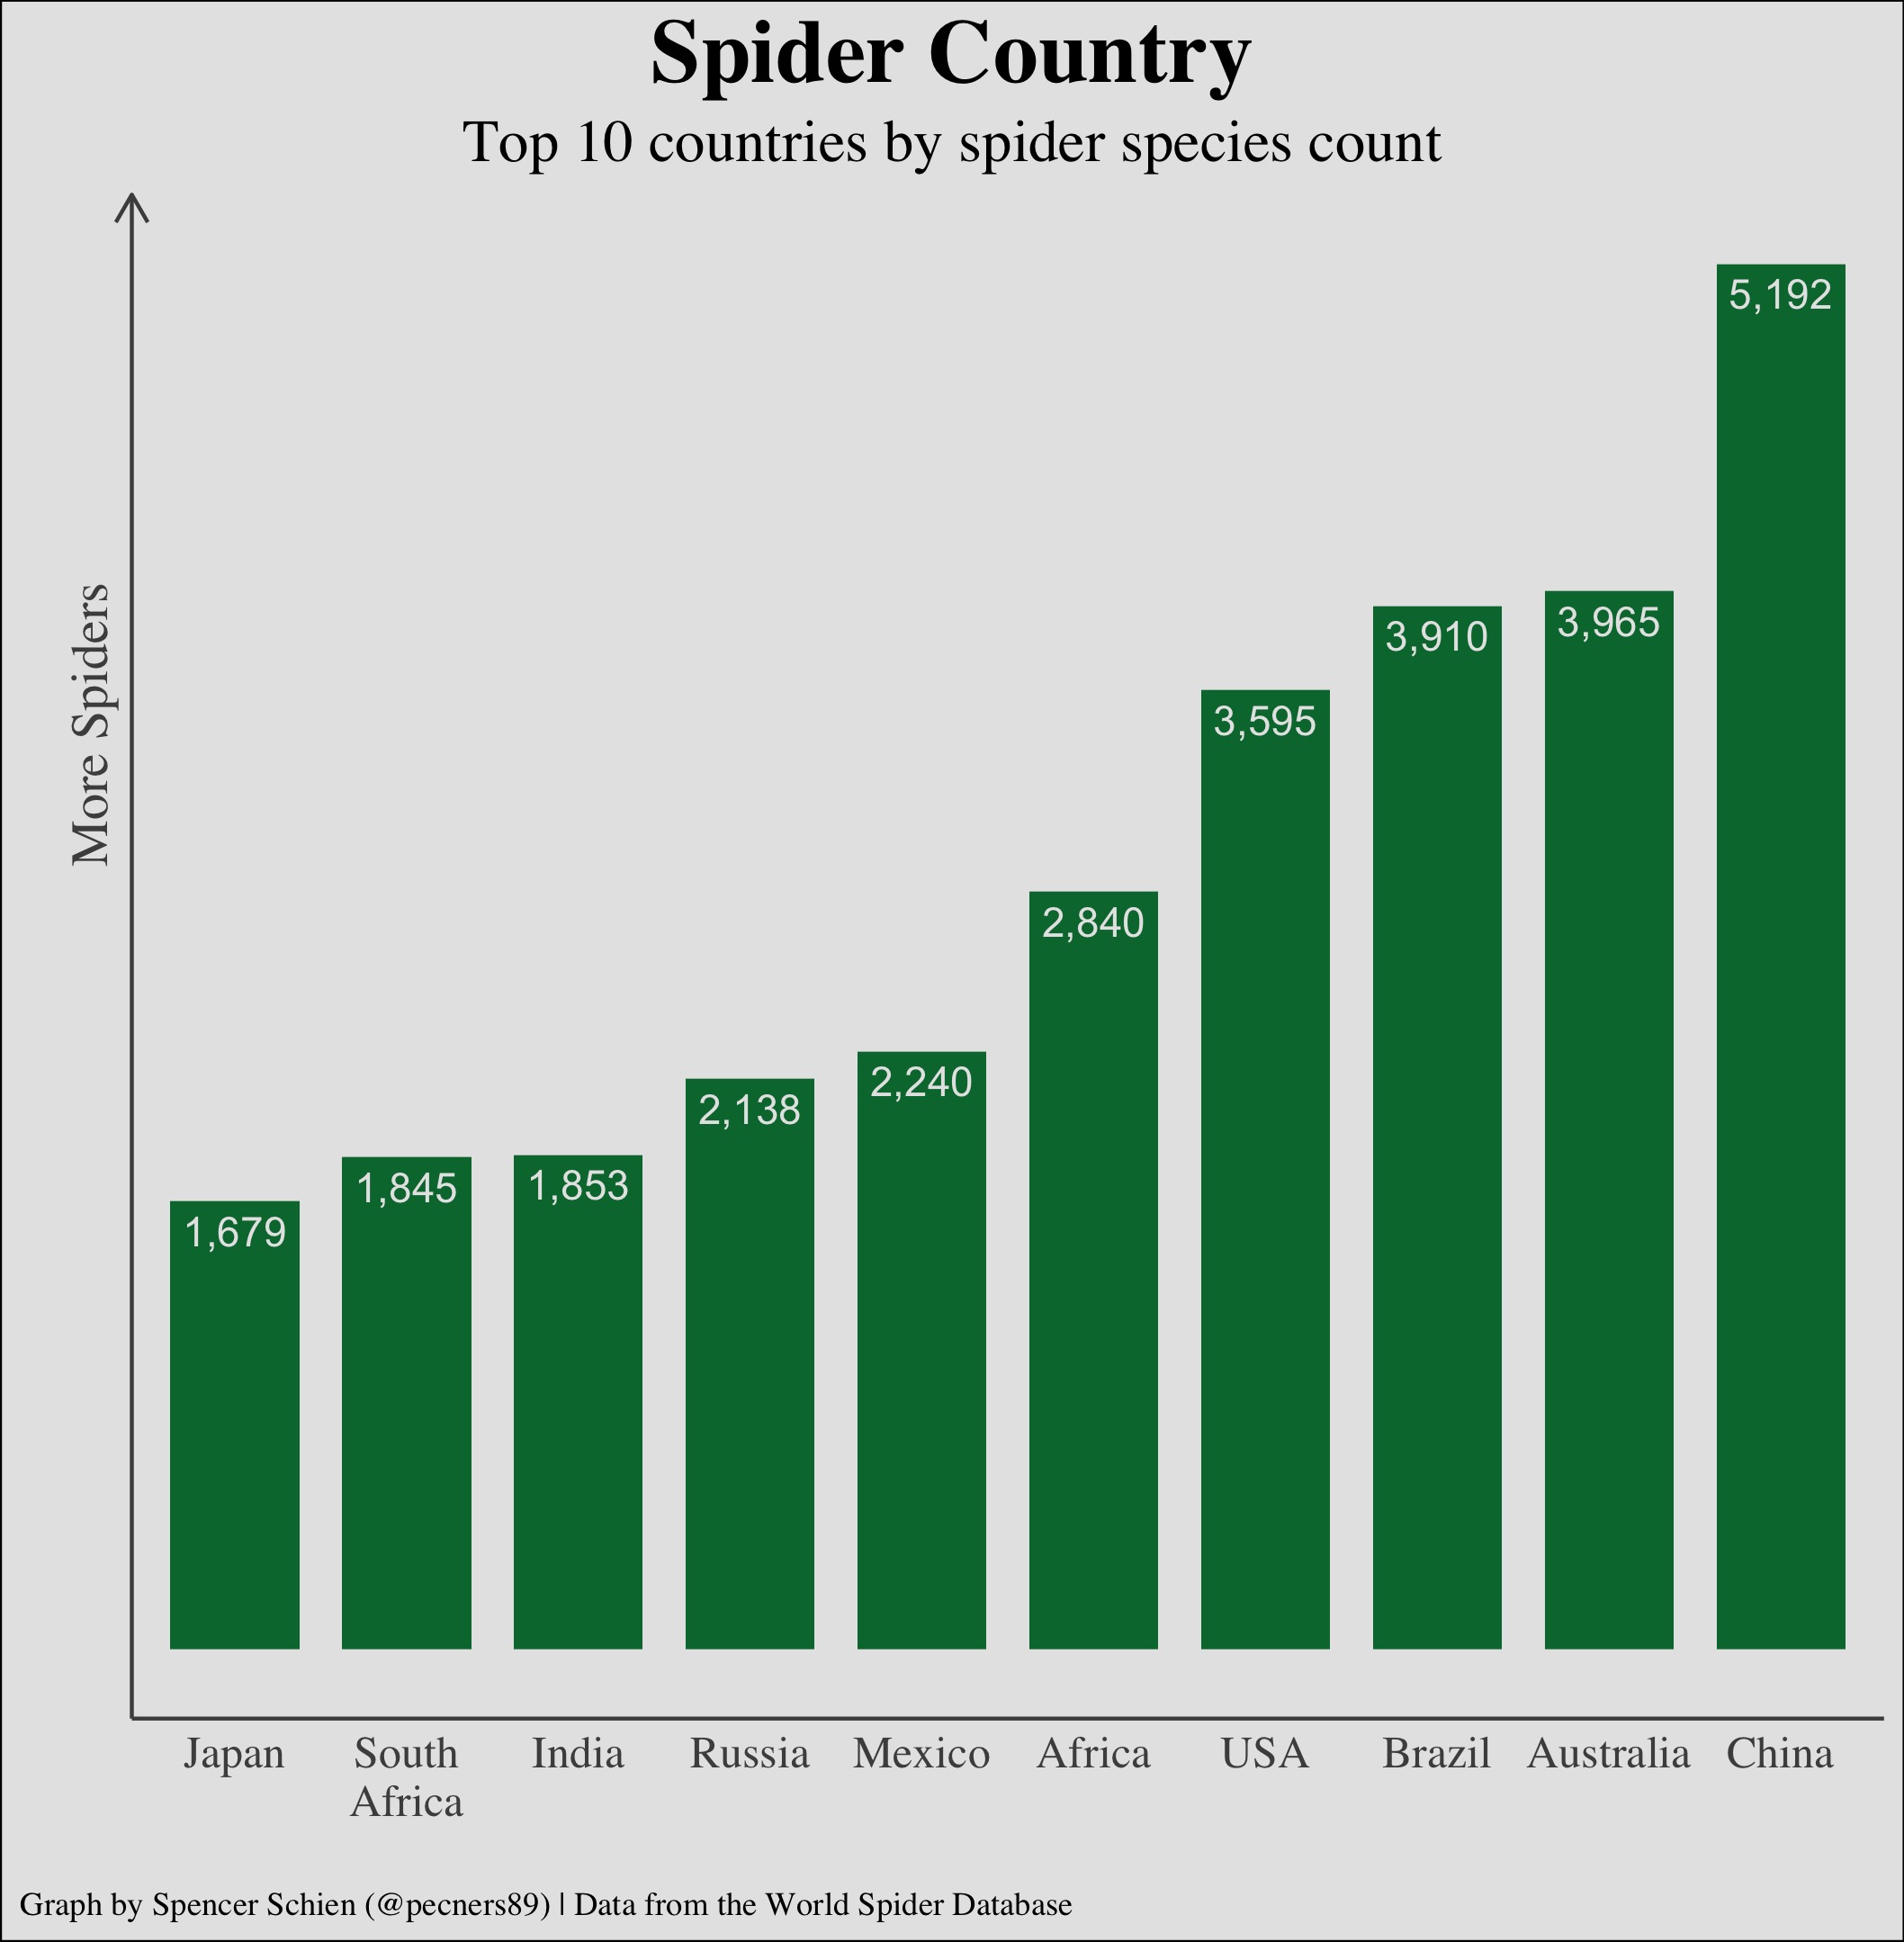 Spider Country
Top 10 countries by spider species count
More Spiders
5,192
3,965
3,910
3,595
2,840
2,240
2,138
1,853
1,845
1,679
Japan
South
Africa
India
Russia
Mexico
Africa
USA
Brazil
Australia
China
Graph by Spencer Schien (@pecners89) | Data from the World Spider Database